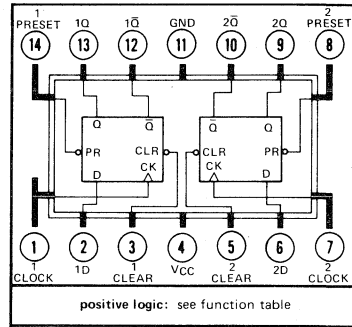 1 2
PRESET 1Q 1Q̅ GND 2Q̅ 2Q PRESET
14 13 12 11 10 9 8
Q Q̅ Q̅ Q
PR CLR CLR PR
CK CK
D D
1 2 3 4 5 6 7
1 1D 1 VCC 2 2D 2
CLOCK CLEAR CLEAR CLOCK
positive logic: see function table